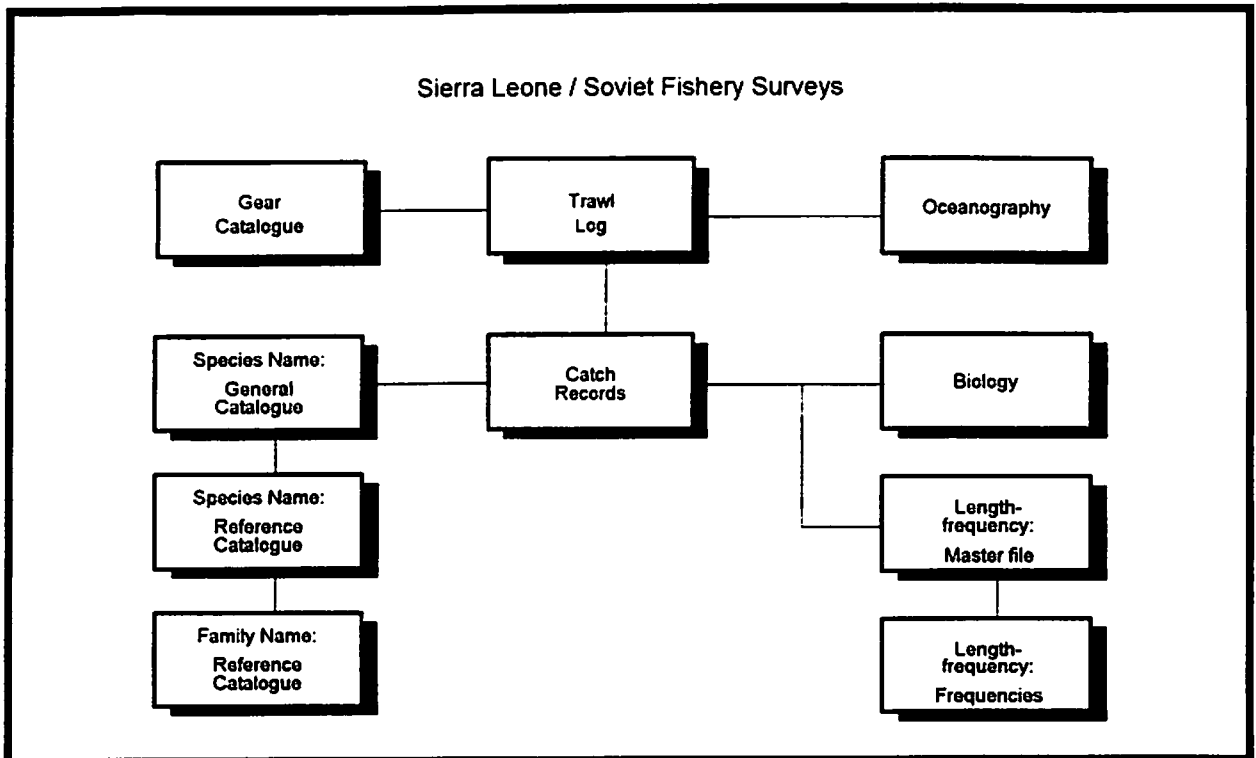 Sierra Leone / Soviet Fishery Surveys
Gear
Catalogue
Trawl
Log
Oceanography
Species Name:
General
Catalogue
Catch
Records
Biology
Species Name:
Reference
Catalogue
Length-
frequency:
Master file
Family Name:
Reference
Catalogue
Length-
frequency:
Frequencies